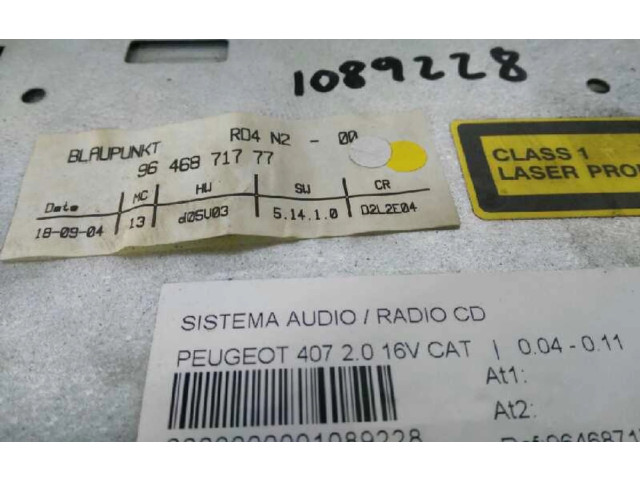 1089228
BLAUPUNKT RD4 N2 - 00
96 468 717 77
Date MC HW SW CR
18-09-04 13 d05U03 5.14.1.0 D2L2E04
CLASS 1
LASER
SISTEMA AUDIO / RADIO CD
PEUGEOT 407 2.0 16V CAT | 0.04 - 0.11
At1:
At2: